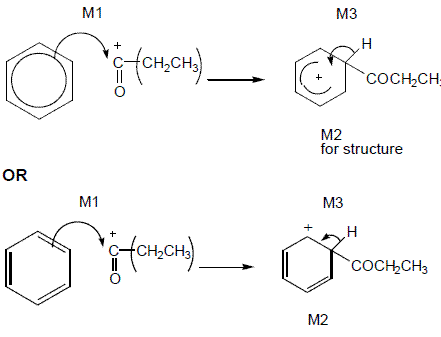 M1 M3
+ H
C (CH2CH3) + COCH2CH3
O
M2
for structure
OR
M1 M3
+ + H
C (CH2CH3) COCH2CH3
O
M2